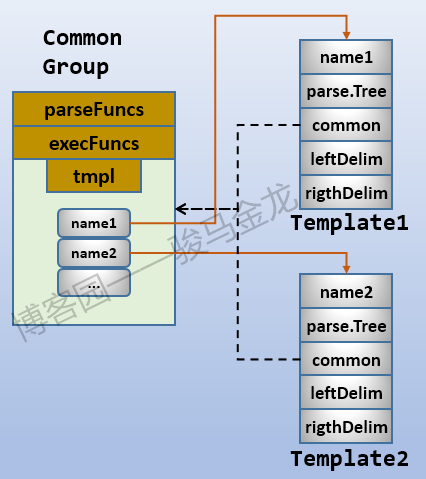 Common
Group
parseFuncs
execFuncs
tmpl
name1
name2
...
name1
parse.Tree
common
leftDelim
rigthDelim
Template1
name2
parse.Tree
common
leftDelim
rigthDelim
Template2
博客园——骏马金龙